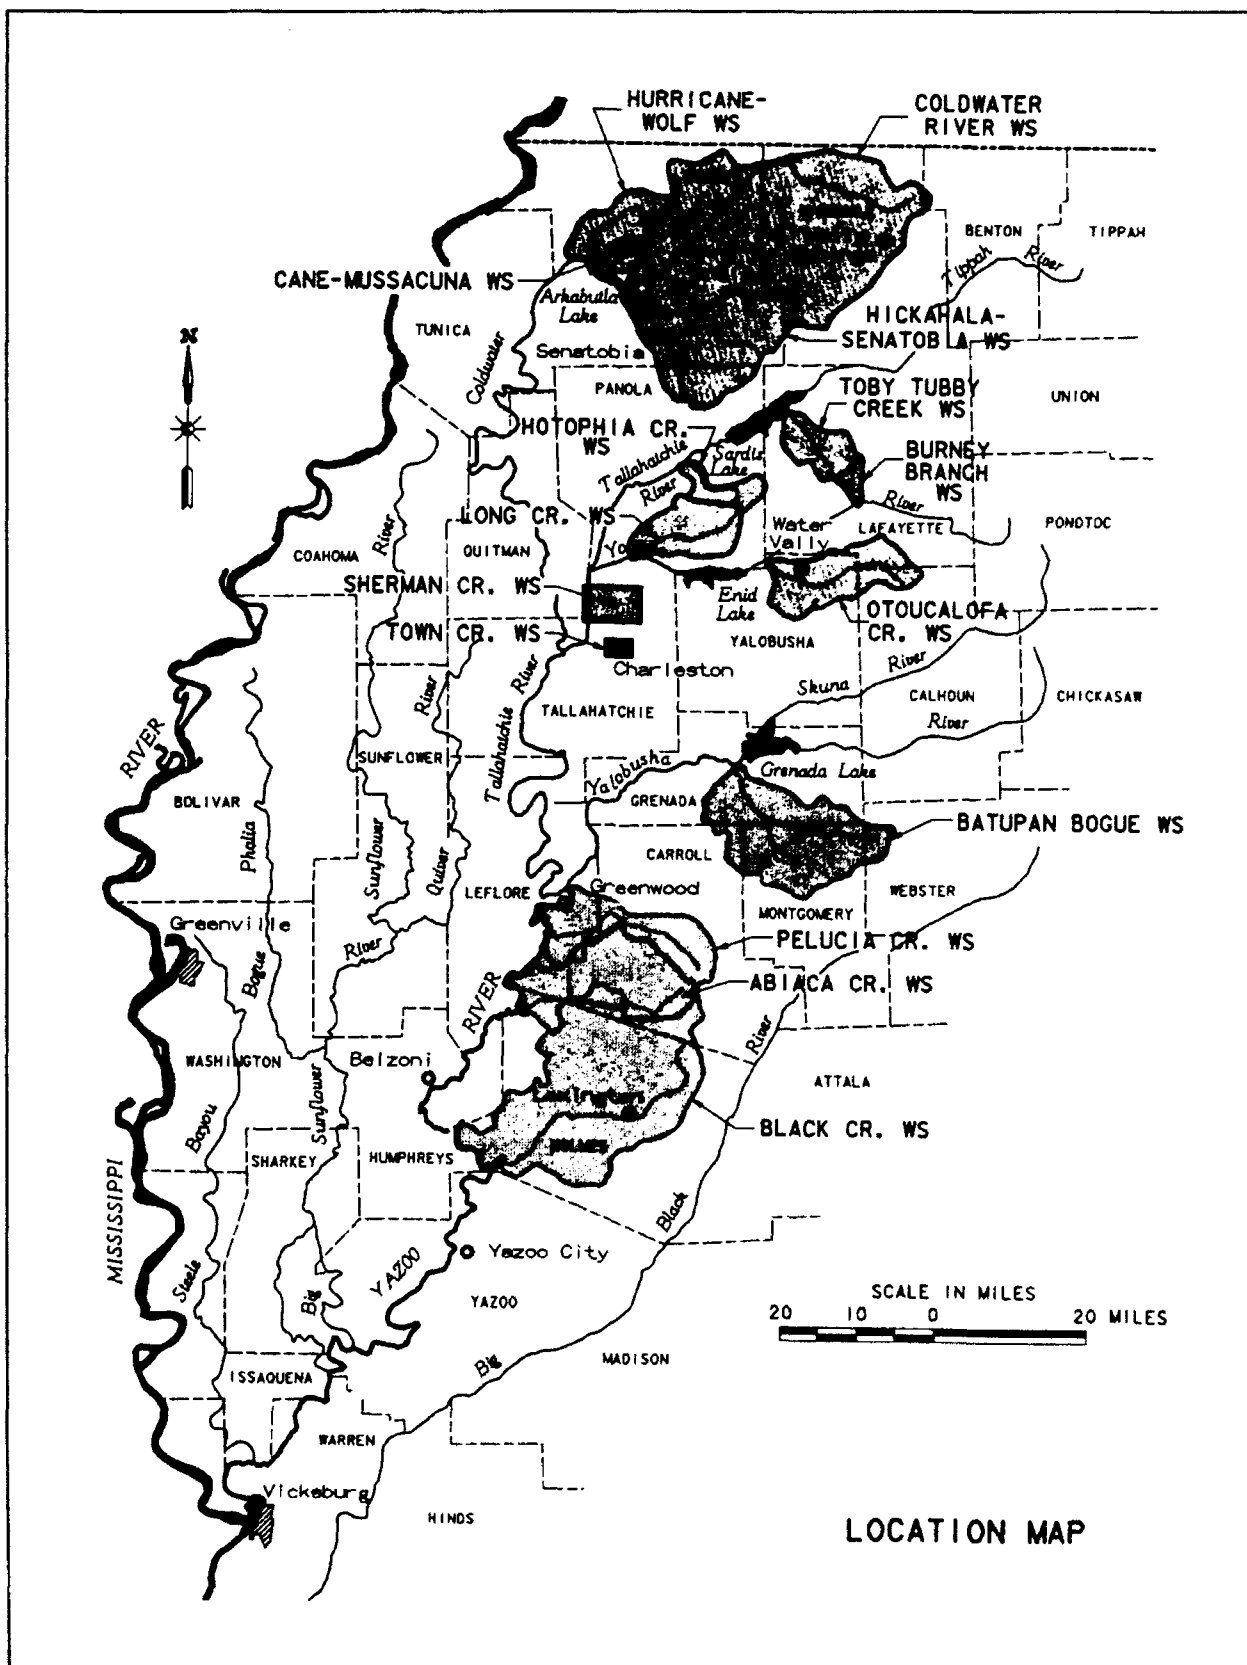 HURRICANE-
WOLF WS
COLDWATER
RIVER WS
BENTON
TIPPAH
Tippah
River
CANE-MUSSACUNA WS
Arkabutla
Lake
HICKAHALA-
SENATOBIA WS
TUNICA
N
Coldwater
Senatobia
PANOLA
TOBY TUBBY
CREEK WS
UNION
HOTOPHIA CR.
WS
Sardis
Lake
BURNEY
BRANCH
WS
Tallahatchie
River
River
LONG CR. WS
Yo
Water
Vally
LAFAYETTE
PONOTOC
COAHOMA
River
QUITMAN
SHERMAN CR. WS
Enid
Lake
OTOUCALOFA
CR. WS
TOWN CR. WS
YALOBUSHA
Charleston
River
Skuna
CALHOUN
CHICKASAW
River
River
River
Tallahatchie
TALLAHATCHIE
RIVER
SUNFLOWER
Yalobusha
Grenada Lake
BOLIVAR
GRENADA
BATUPAN BOGUE WS
Phalia
Sunflower
Quiver
CARROLL
LEFLORE
Greenwood
WEBSTER
MONTGOMERY
Greenville
River
PELUCIA CR. WS
Bogue
RIVER
ABIACA CR. WS
River
WASHINGTON
Belzoni
ATTALA
Sunflower
Lexington
Bayou
BLACK CR. WS
SHARKEY
HUMPHREYS
HOLMES
MISSISSIPPI
Black
Steele
Big
YAZOO
Yazoo City
YAZOO
SCALE IN MILES
20 10 0 20 MILES
MADISON
Big
ISSAQUENA
WARREN
Vicksburg
HINDS
LOCATION MAP